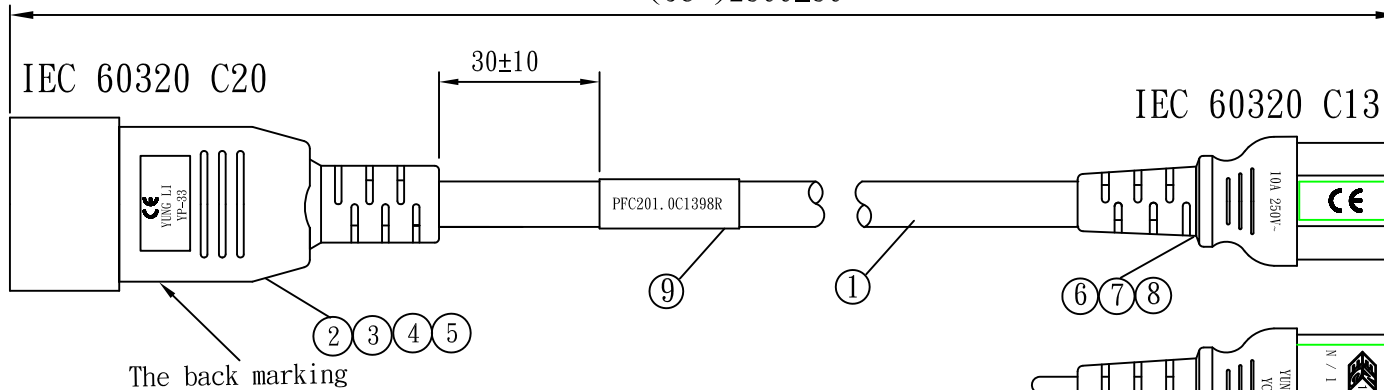 30±10
IEC 60320 C20
IEC 60320 C13
CE
YUNG LI
YP-33
PFC201.0C1398R
10A 250V~
CE
9
1
6 7 8
2 3 4 5
The back marking
N / 1